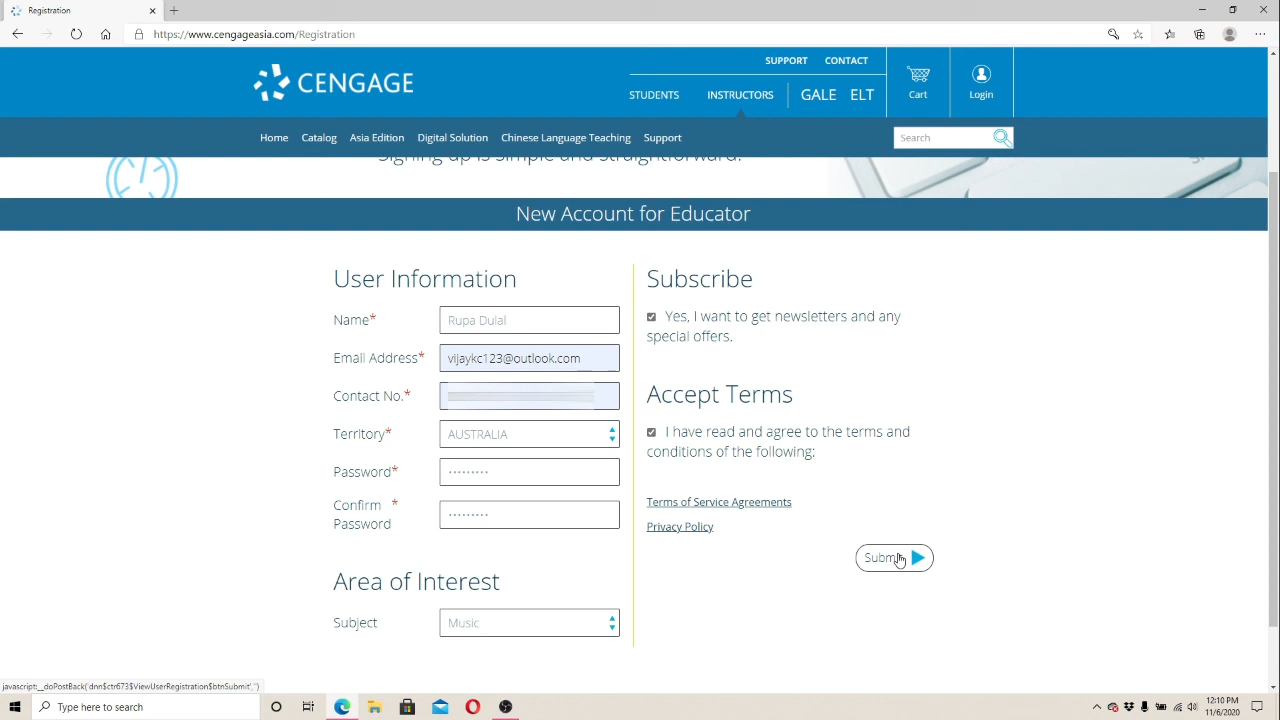 Registration
https://www.cengageasia.com/Registration
SUPPORT CONTACT
CENGAGE
STUDENTS INSTRUCTORS GALE ELT
Cart
Login
Home Catalog Asia Edition Digital Solution Chinese Language Teaching Support
Search
Signing up is simple and straightforward.
New Account for Educator
User Information
Name*
Rupa Dulal
Email Address*
vijaykc123@outlook.com
Contact No.*
Territory*
AUSTRALIA
Password*
•••••••••
Confirm *
Password
•••••••••
Area of Interest
Subject
Music
Subscribe
Yes, I want to get newsletters and any
special offers.
Accept Terms
I have read and agree to the terms and
conditions of the following:
Terms of Service Agreements
Privacy Policy
javascript:__doPostBack('dnn$ctr673$ViewUserRegistration$btnSubmit','')
Type here to search
12:10 PM
11/6/2020